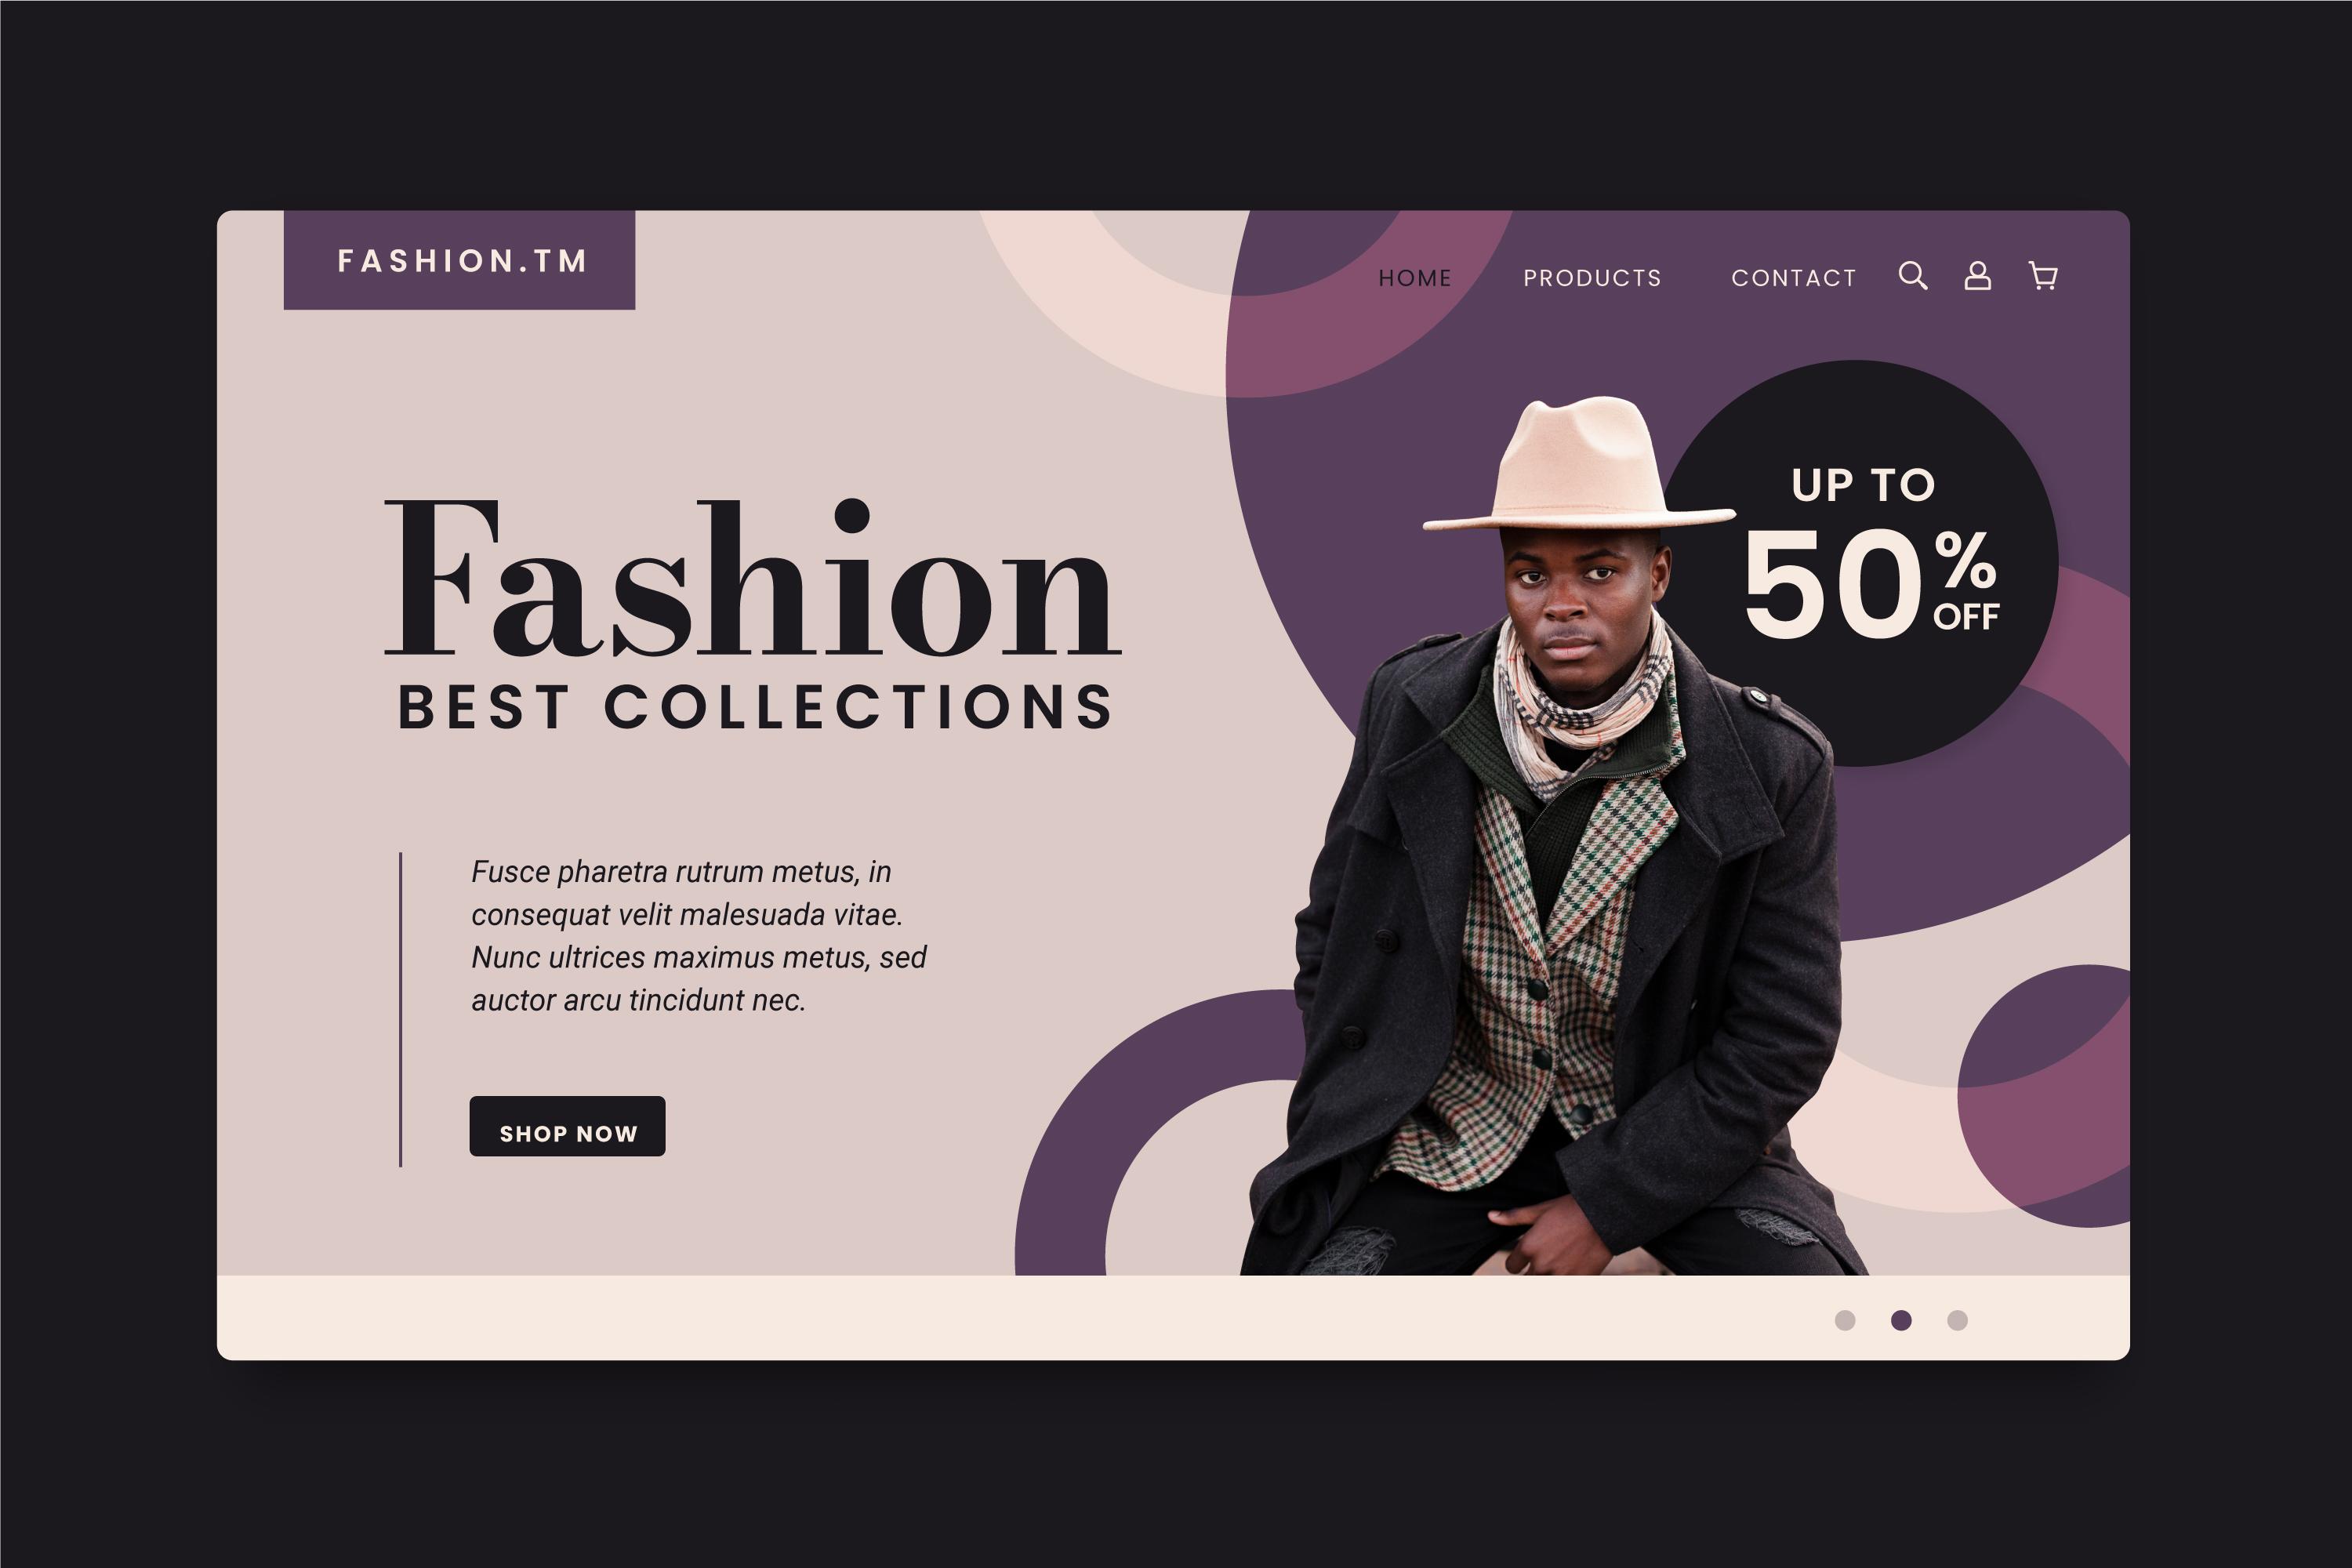 FASHION.TM
HOME PRODUCTS CONTACT
UP TO
50%
OFF
Fashion
BEST COLLECTIONS
Fusce pharetra rutrum metus, in
consequat velit malesuada vitae.
Nunc ultrices maximus metus, sed
auctor arcu tincidunt nec.
SHOP NOW